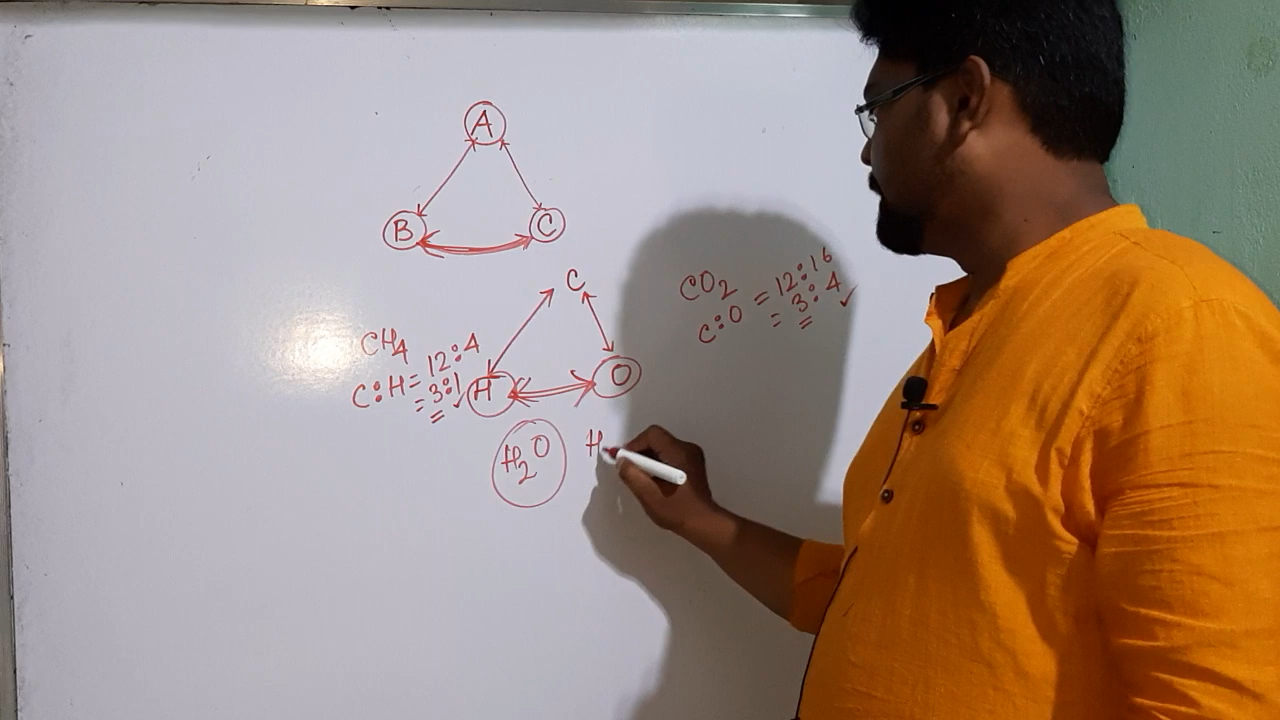 A
B C
C
CO2 = 12:16
C:O = 3:4 ✓
=
CH4
C:H = 12:4
= 3:1 ✓
=
H O
H2O H